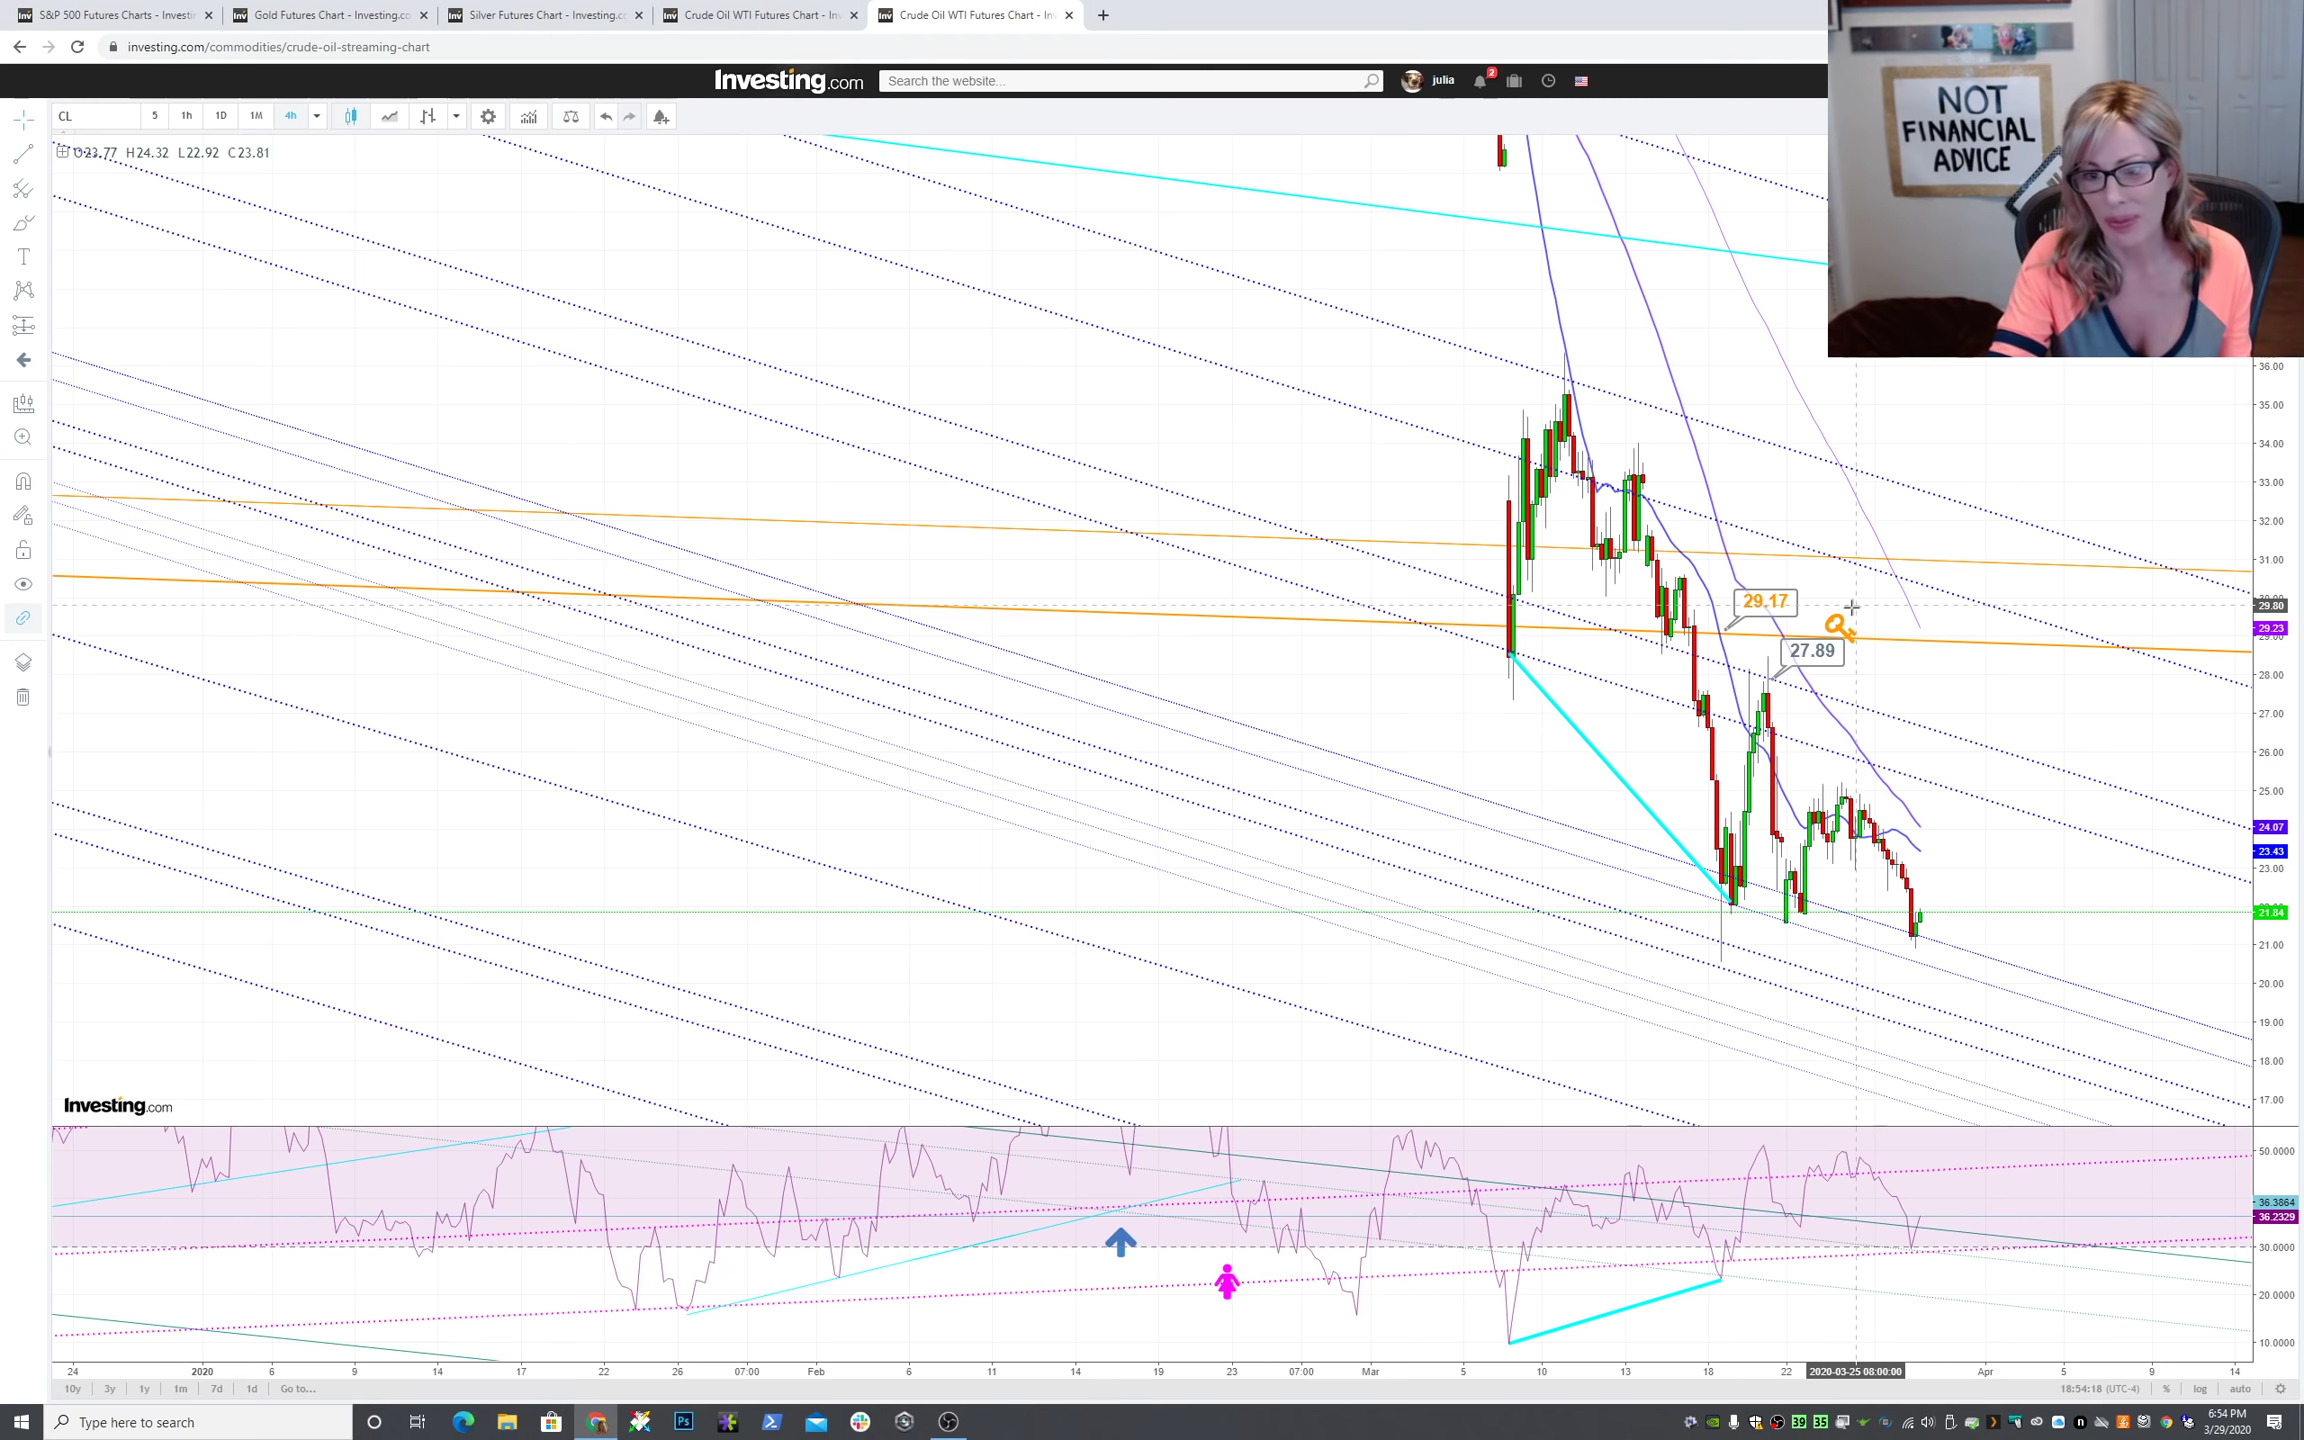 S&P 500 Futures Charts - Investi
Gold Futures Chart - Investing.co
Silver Futures Chart - Investing.c
Crude Oil WTI Futures Chart - In
Crude Oil WTI Futures Chart - In
investing.com/commodities/crude-oil-streaming-chart
Investing.com
Search the website...
julia
2
NOT
FINANCIAL
ADVICE
CL
5
1h
1D
1M
4h
O23.77 H24.32 L22.92 C23.81
36.00
35.00
34.00
33.00
32.00
31.00
29.17
29.80
29.23
27.89
28.00
27.00
26.00
25.00
24.07
23.43
23.00
21.84
21.00
20.00
19.00
18.00
17.00
Investing.com
50.0000
36.3864
36.2329
30.0000
20.0000
10.0000
24 2020 6 9 14 17 22 26 07:00 Feb 6 11 14 19 23 07:00 Mar 5 10 13 18 22 2020-03-25 08:00:00 Apr 5 9 14
10y 3y 1y 1m 7d 1d Go to... 18:54:18 (UTC-4) % log auto
Type here to search
Ps
39 35
6:54 PM
3/29/2020